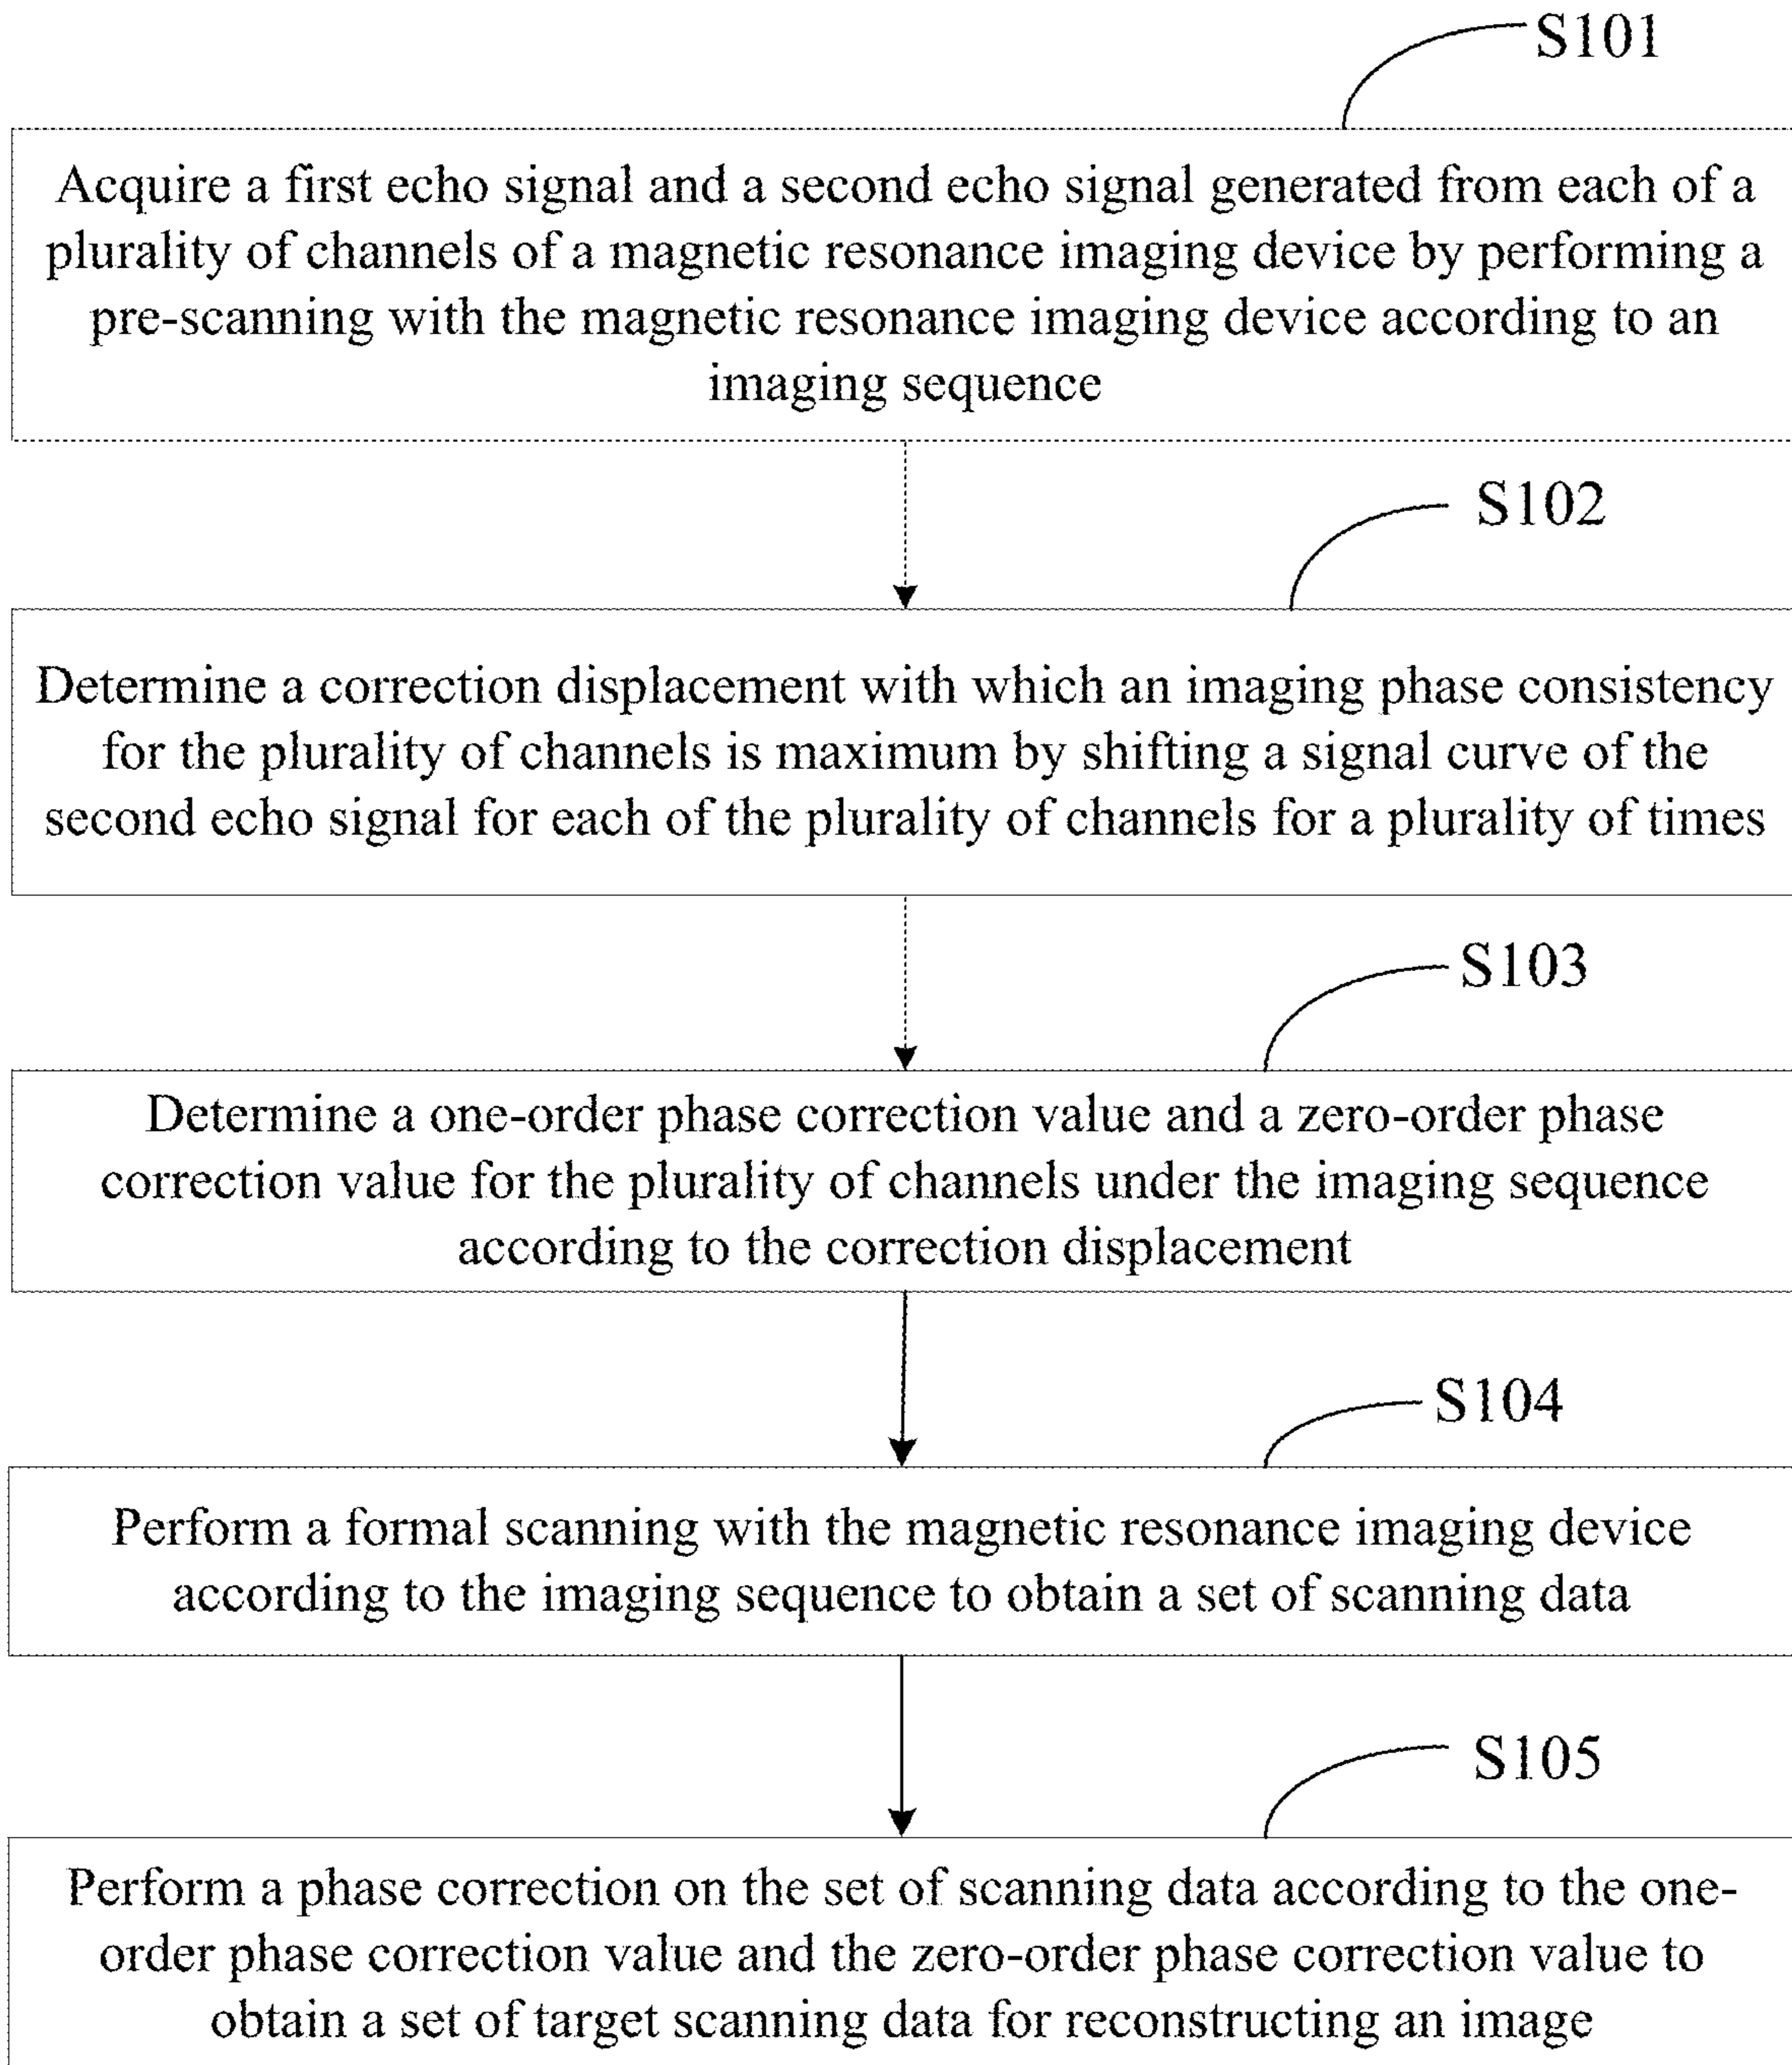 S101
Acquire a first echo signal and a second echo signal generated from each of a
plurality of channels of a magnetic resonance imaging device by performing a
pre-scanning with the magnetic resonance imaging device according to an
imaging sequence
S102
Determine a correction displacement with which an imaging phase consistency
for the plurality of channels is maximum by shifting a signal curve of the
second echo signal for each of the plurality of channels for a plurality of times
S103
Determine a one-order phase correction value and a zero-order phase
correction value for the plurality of channels under the imaging sequence
according to the correction displacement
S104
Perform a formal scanning with the magnetic resonance imaging device
according to the imaging sequence to obtain a set of scanning data
S105
Perform a phase correction on the set of scanning data according to the one-
order phase correction value and the zero-order phase correction value to
obtain a set of target scanning data for reconstructing an image